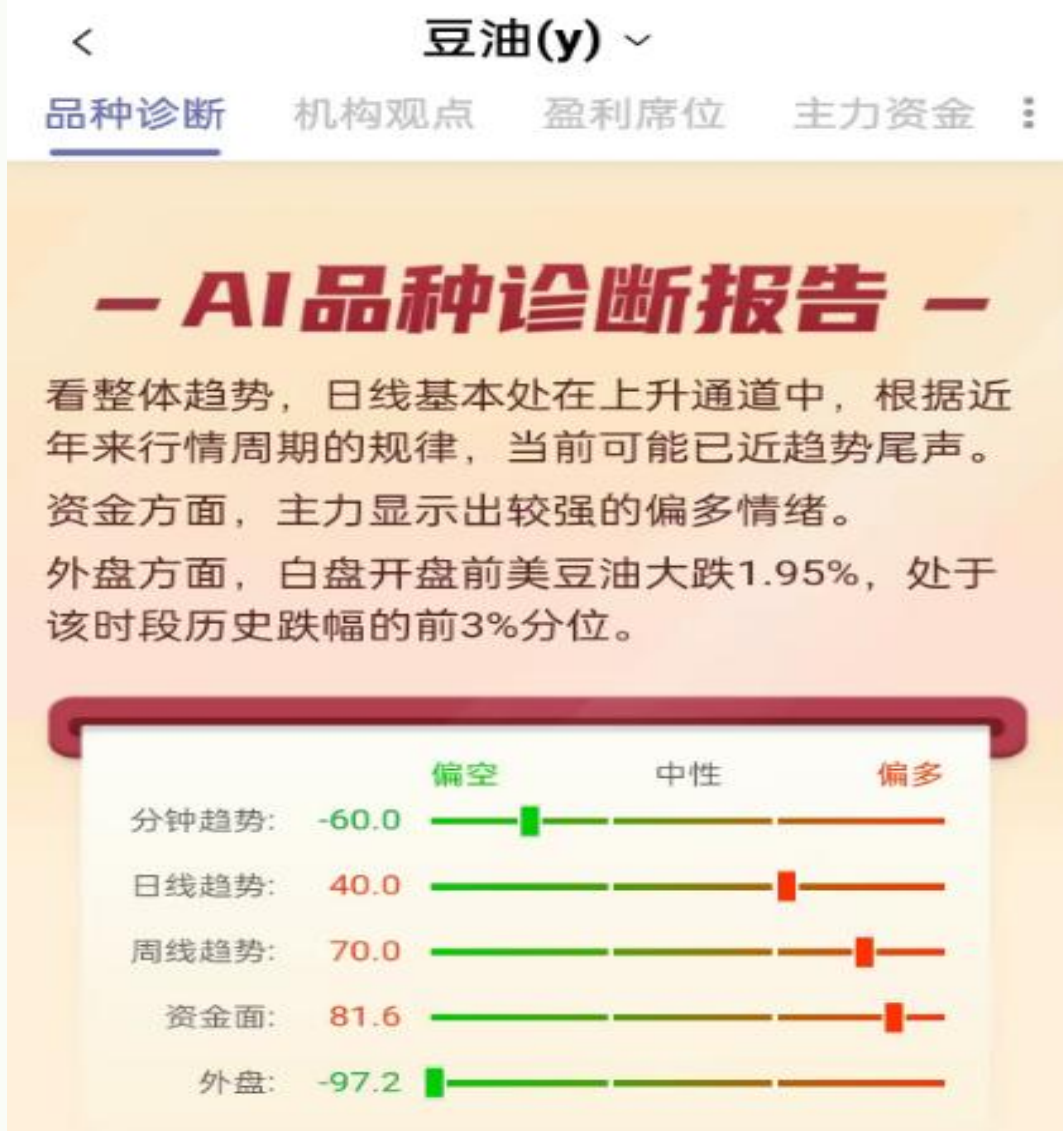 豆油(y)
品种诊断 机构观点 盈利席位 主力资金
AI品种诊断报告
看整体趋势，日线基本处在上升通道中，根据近
年来行情周期的规律，当前可能已近趋势尾声。
资金方面，主力显示出较强的偏多情绪。
外盘方面，白盘开盘前美豆油大跌1.95%，处于
该时段历史跌幅的前3%分位。
偏空 中性 偏多
分钟趋势: -60.0
日线趋势: 40.0
周线趋势: 70.0
资金面: 81.6
外盘: -97.2